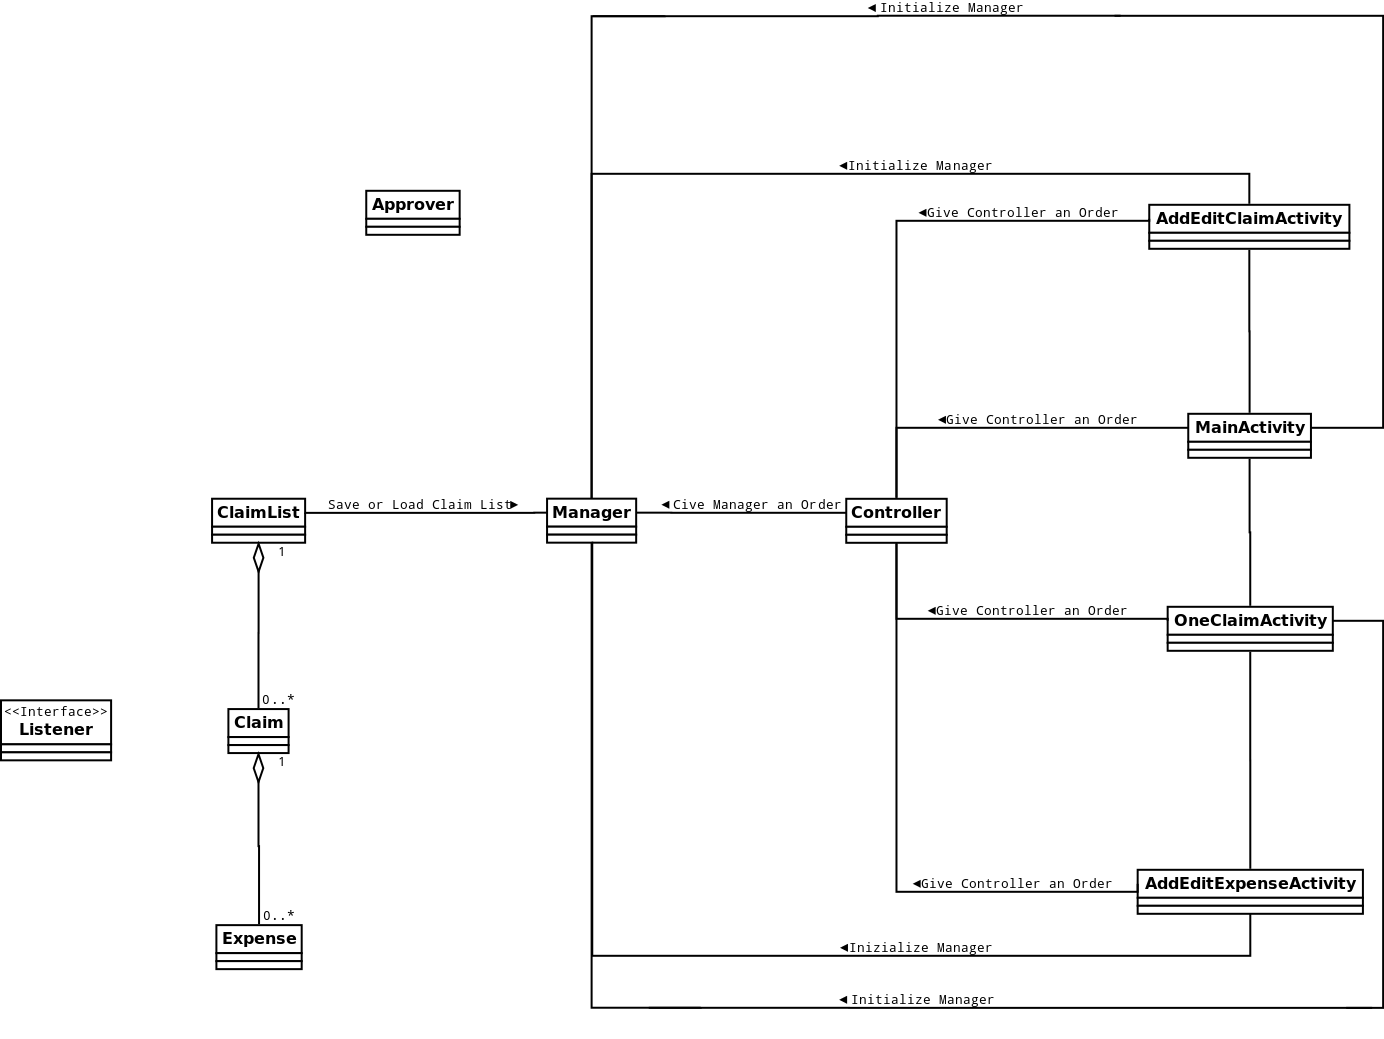 ◄ Initialize Manager
◄Initialize Manager
Approver
◄Give Controller an Order
AddEditClaimActivity
◄Give Controller an Order
MainActivity
ClaimList
Save or Load Claim List►
Manager
◄ Cive Manager an Order
Controller
1
◄Give Controller an Order
OneClaimActivity
0..*
<<Interface>>
Listener
Claim
1
◄Give Controller an Order
AddEditExpenseActivity
0..*
Expense
◄Inizialize Manager
◄ Initialize Manager